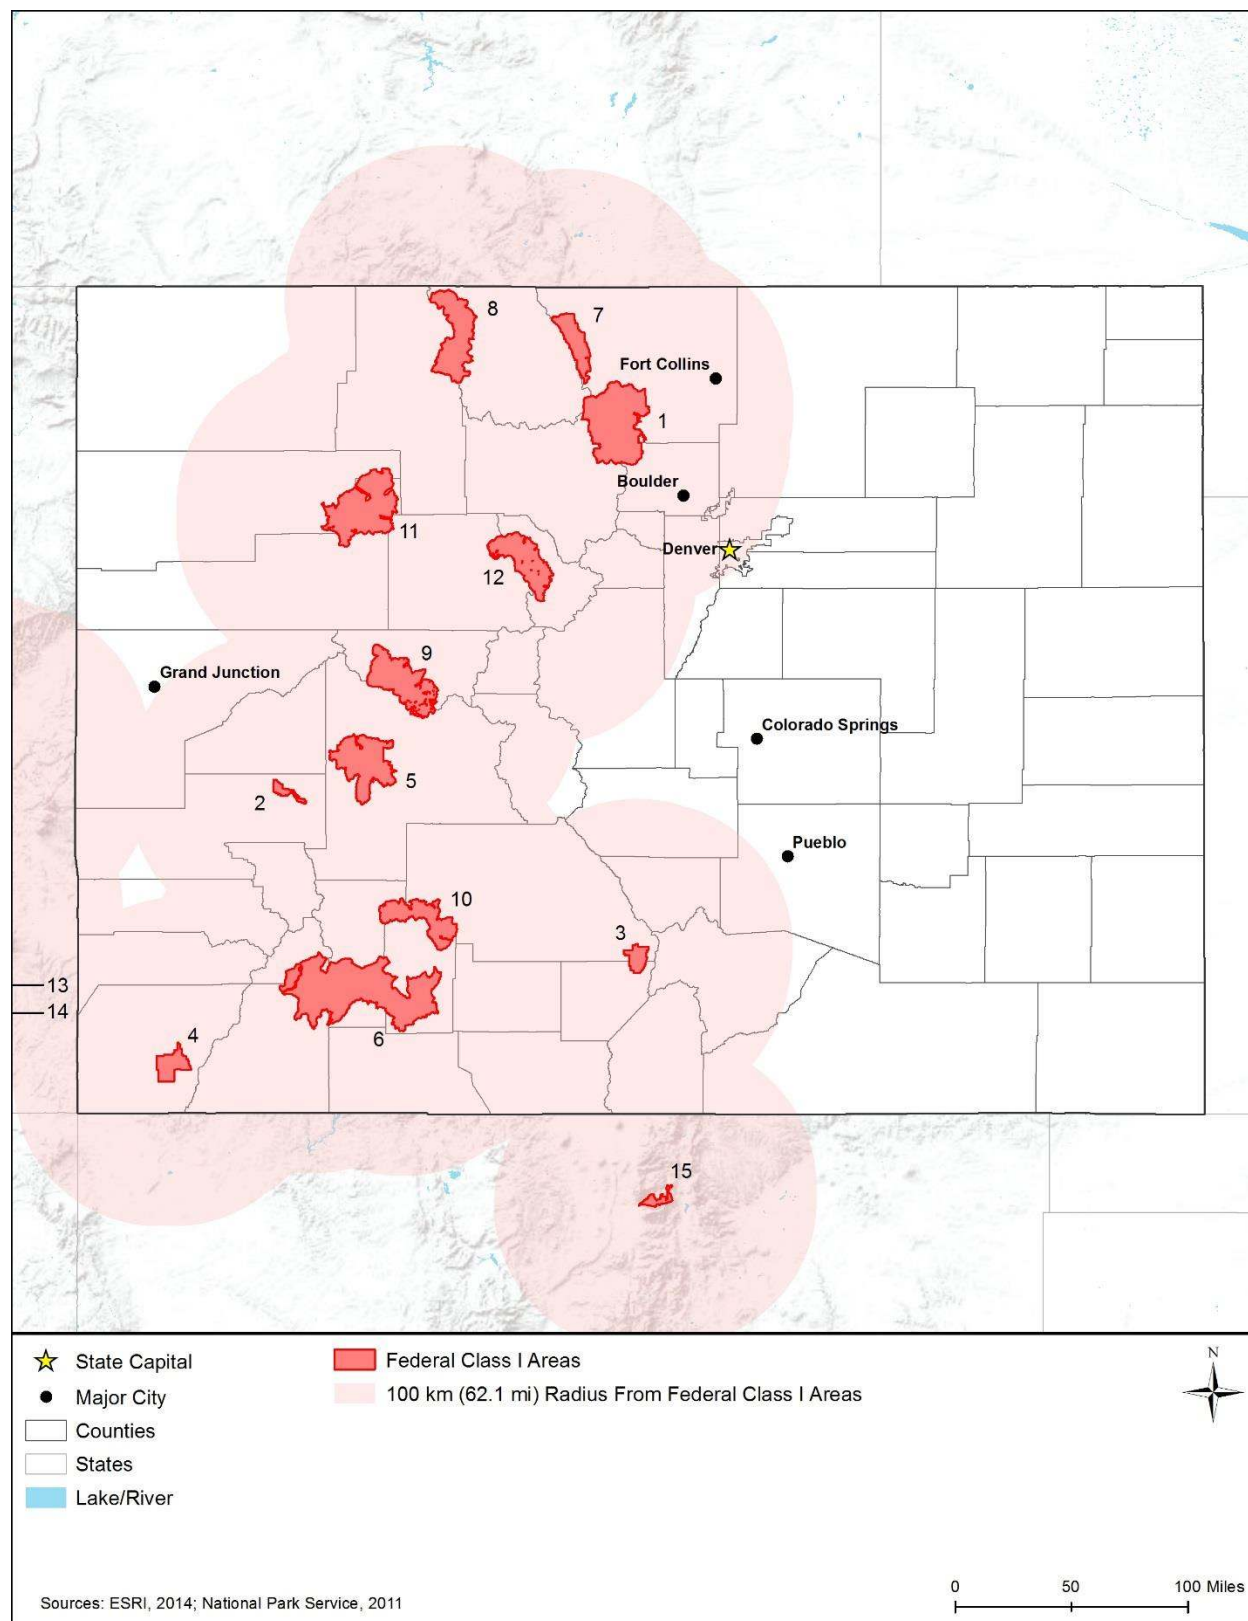 8
7
Fort Collins
1
Boulder
11
Denver
12
9
Grand Junction
Colorado Springs
5
2
Pueblo
10
3
13
14
4
6
15
State Capital
Major City
Counties
States
Lake/River
Federal Class I Areas
100 km (62.1 mi) Radius From Federal Class I Areas
N
0 50 100 Miles
Sources: ESRI, 2014; National Park Service, 2011